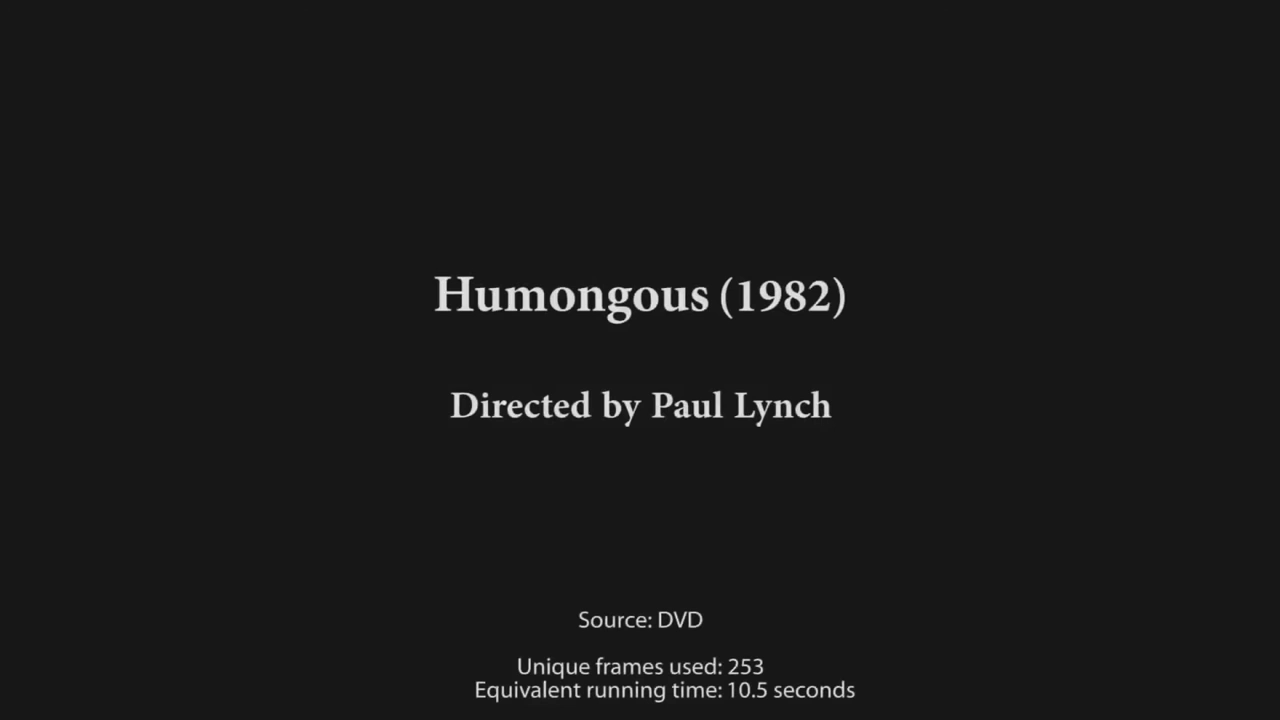 Humongous (1982)
Directed by Paul Lynch
Source: DVD
Unique frames used: 253
Equivalent running time: 10.5 seconds